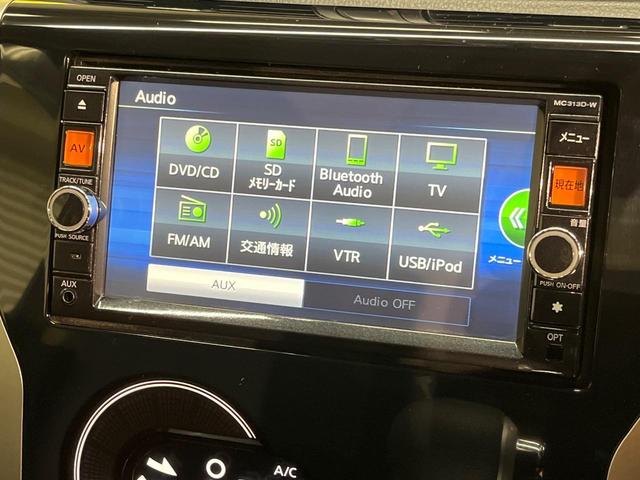 OPEN
MC313D-W
Audio
メニュー
AV
DVD/CD
SD
メモリーカード
Bluetooth
Audio
TV
現在地
TRACK/TUNE
音量
FM/AM
交通情報
VTR
USB/iPod
メニュー
PUSH SOURCE
PUSH ON-OFF
AUX
AUX
Audio OFF
OPT
A/C